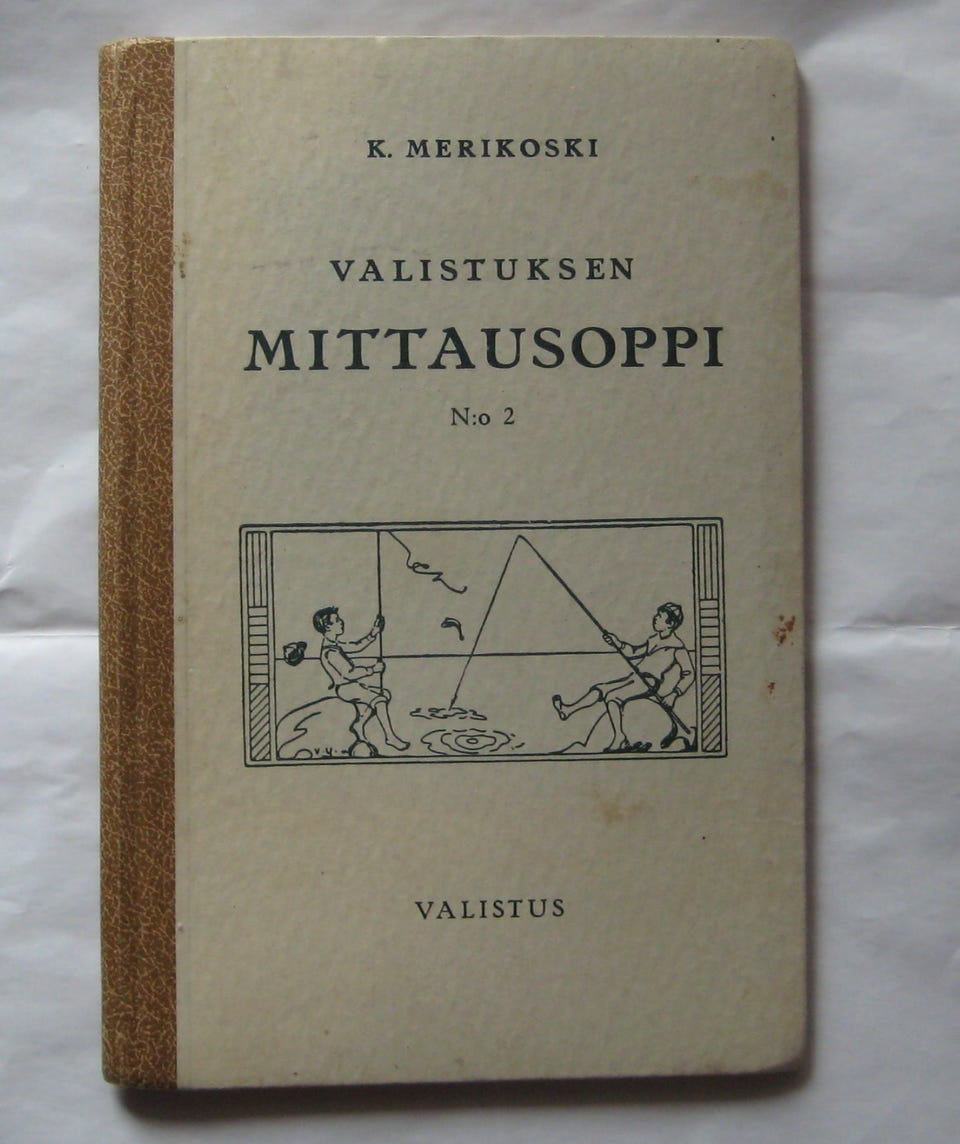 K. MERIKOSKI
VALISTUKSEN
MITTAUSOPPI
N:o 2
V.Y.
VALISTUS